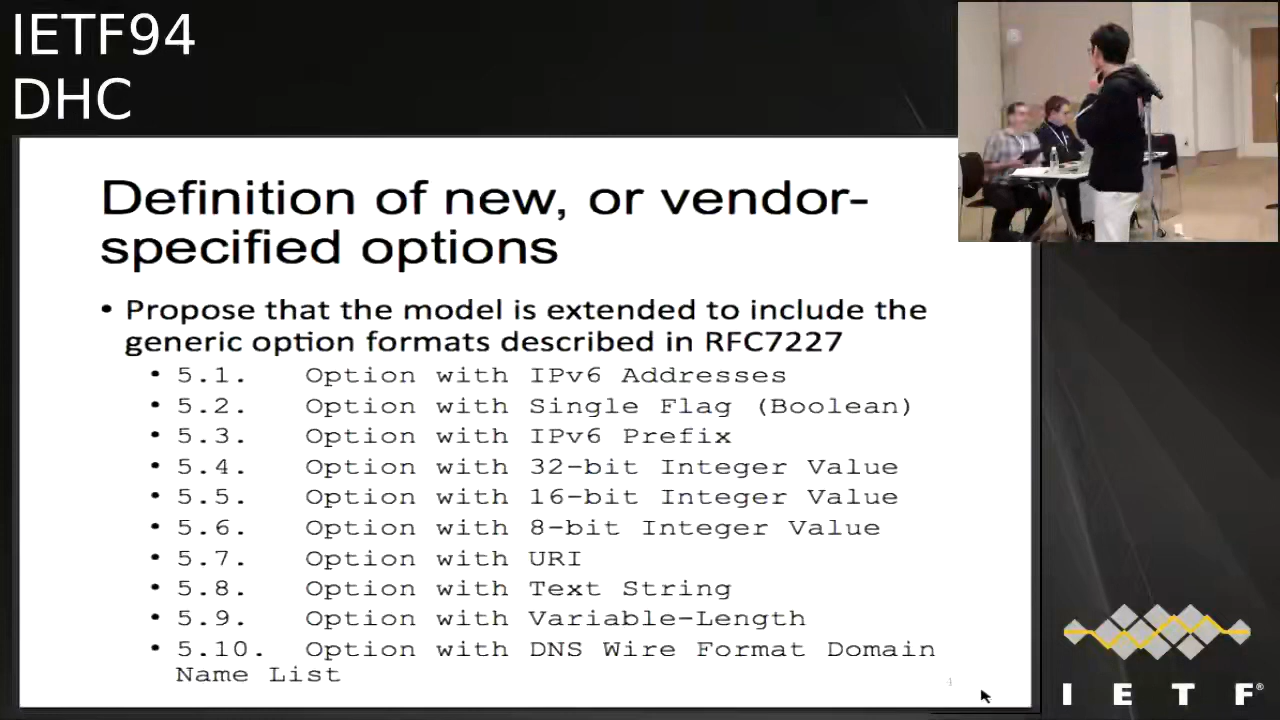 IETF94
DHC
Definition of new, or vendor-
specified options
• Propose that the model is extended to include the
generic option formats described in RFC7227
• 5.1. Option with IPv6 Addresses
• 5.2. Option with Single Flag (Boolean)
• 5.3. Option with IPv6 Prefix
• 5.4. Option with 32-bit Integer Value
• 5.5. Option with 16-bit Integer Value
• 5.6. Option with 8-bit Integer Value
• 5.7. Option with URI
• 5.8. Option with Text String
• 5.9. Option with Variable-Length
• 5.10. Option with DNS Wire Format Domain
Name List
I E T F®